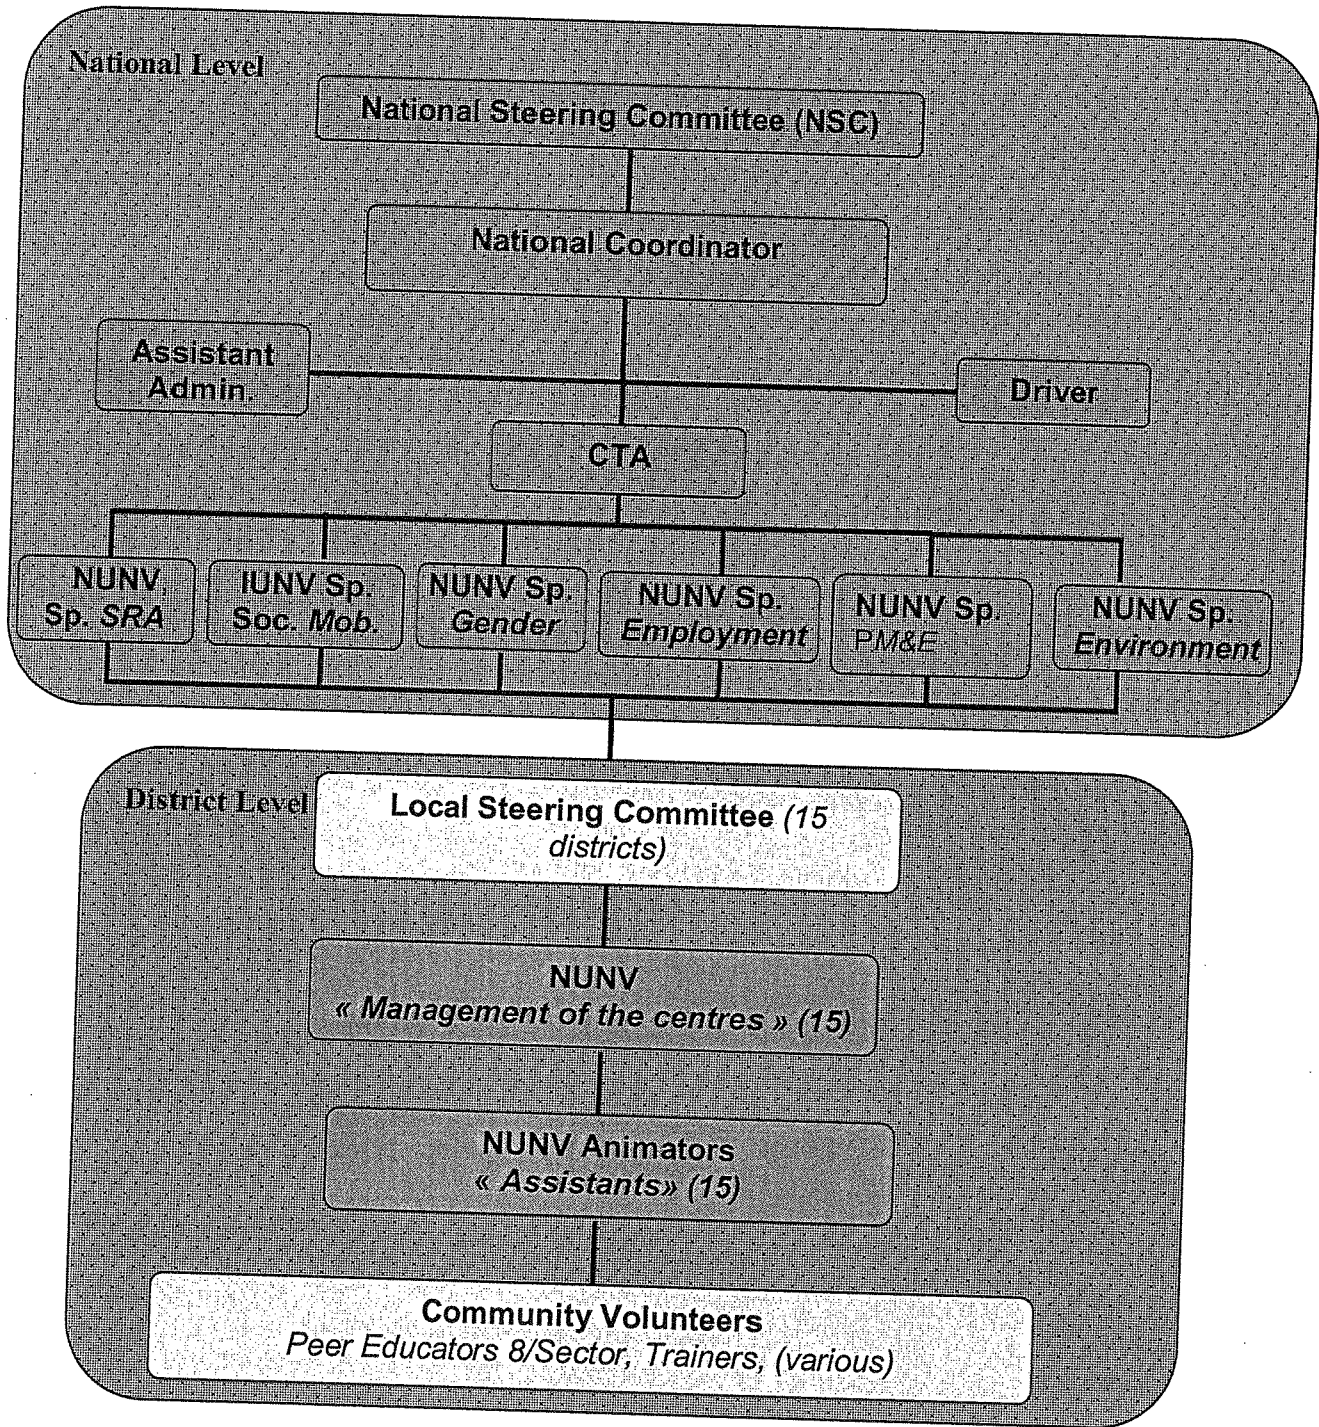 National Level
National Steering Committee (NSC)
National Coordinator
Assistant
Admin.
Driver
CTA
NUNV,
Sp. SRA
IUNV Sp.
Soc. Mob.
NUNV Sp.
Gender
NUNV Sp.
Employment
NUNV Sp.
PM&E
NUNV Sp.
Environment
District Level
Local Steering Committee (15
districts)
NUNV
« Management of the centres » (15)
NUNV Animators
« Assistants» (15)
Community Volunteers
Peer Educators 8/Sector, Trainers, (various)